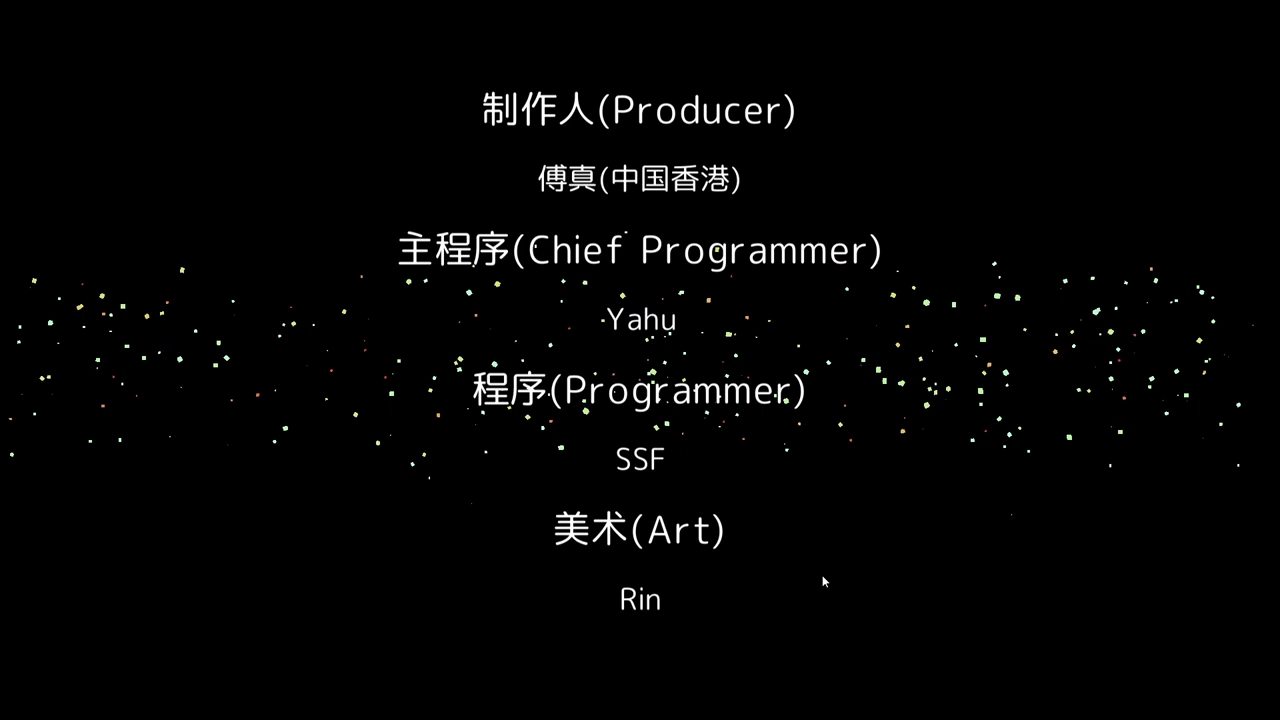 制作人(Producer)
傅真(中国香港)
主程序(Chief Programmer)
Yahu
程序(Programmer)
SSF
美术(Art)
Rin